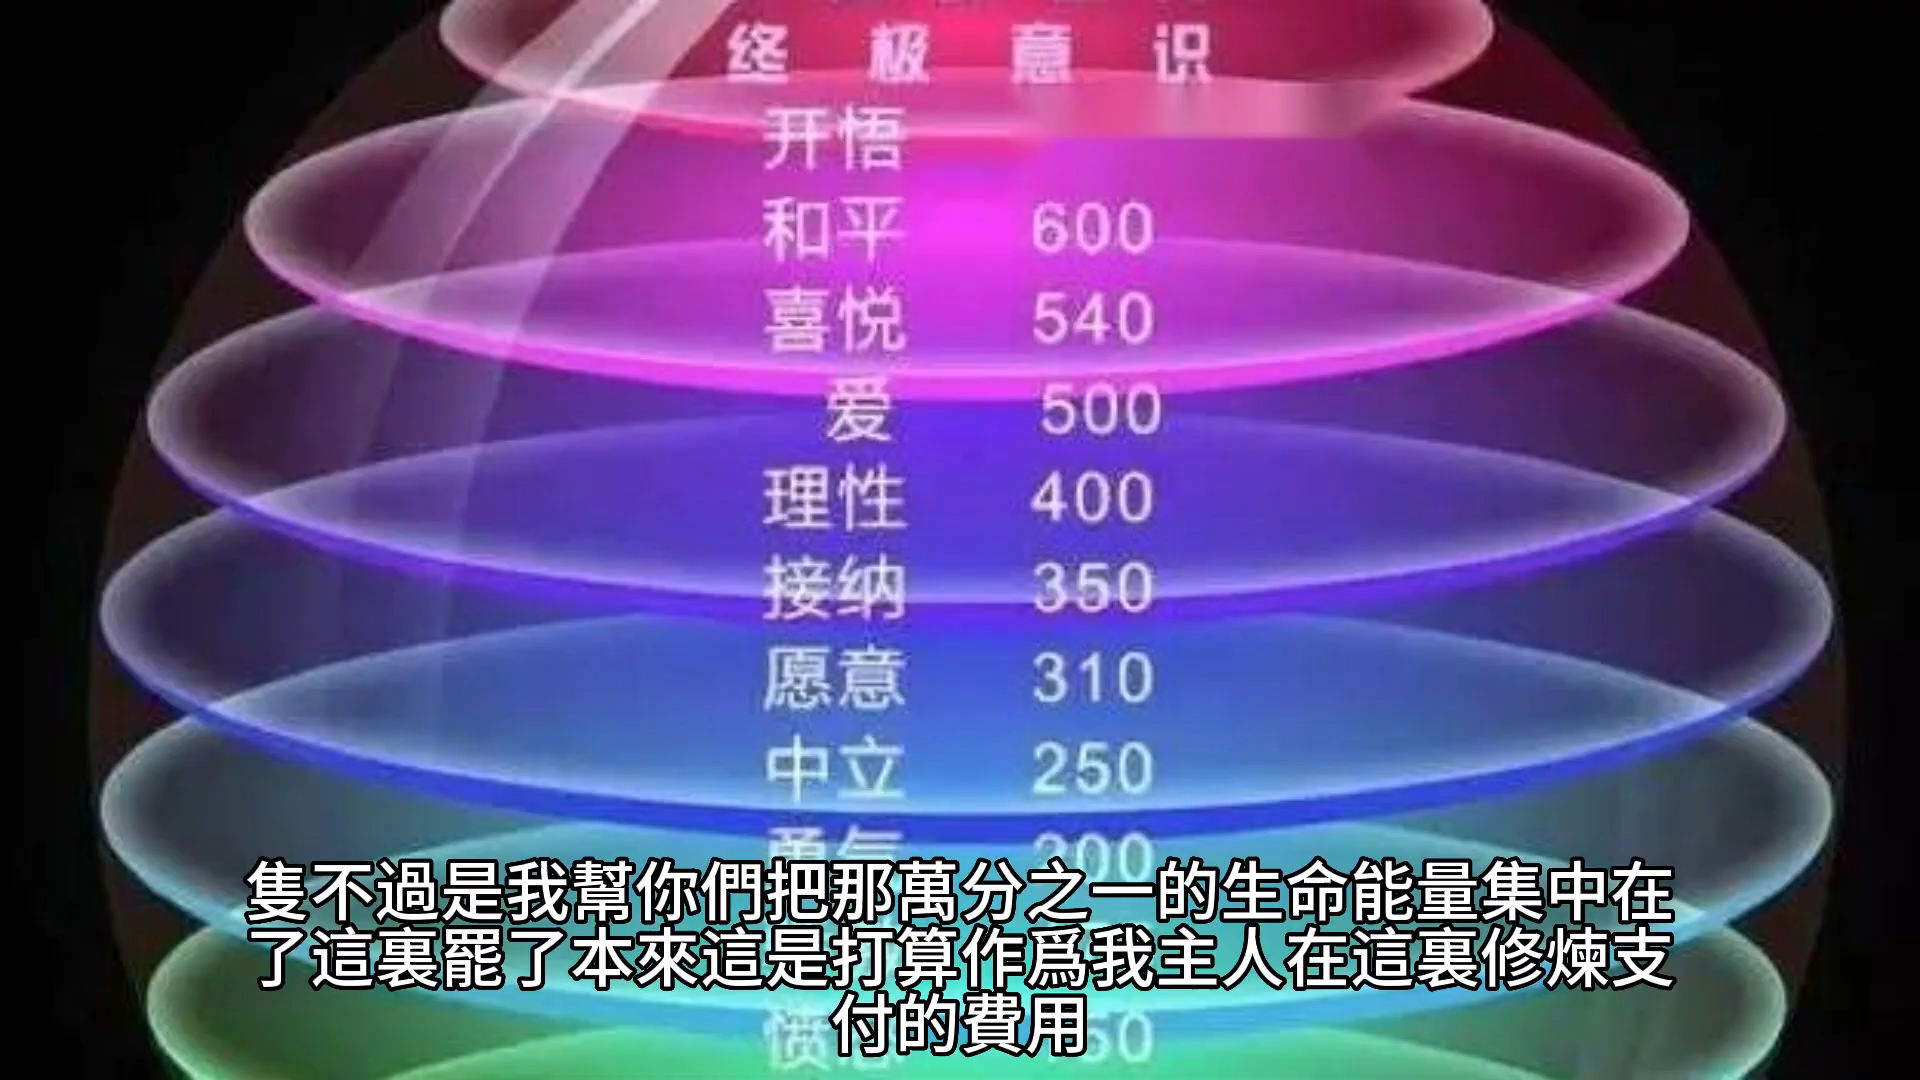 终极意识
开悟
和平 600
喜悦 540
爱 500
理性 400
接纳 350
愿意 310
中立 250
勇气 200
隻不過是我幫你們把那萬分之一的生命能量集中在
了這裏罷了本來這是打算作爲我主人在這裏修煉支
付的費用